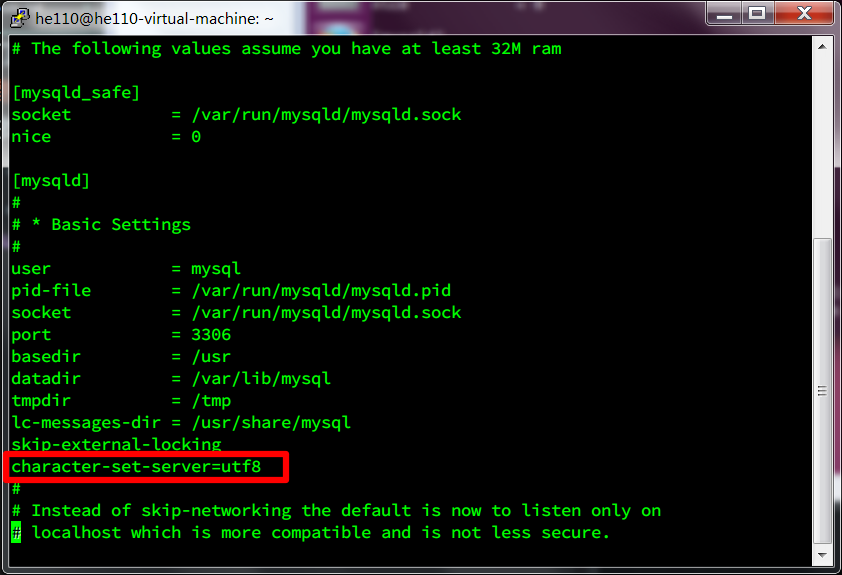 he110@he110-virtual-machine: ~
# The following values assume you have at least 32M ram
[mysqld_safe]
socket          = /var/run/mysqld/mysqld.sock
nice            = 0
[mysqld]
#
# * Basic Settings
#
user            = mysql
pid-file        = /var/run/mysqld/mysqld.pid
socket          = /var/run/mysqld/mysqld.sock
port            = 3306
basedir         = /usr
datadir         = /var/lib/mysql
tmpdir          = /tmp
lc-messages-dir = /usr/share/mysql
skip-external-locking
character-set-server=utf8
#
# Instead of skip-networking the default is now to listen only on
# localhost which is more compatible and is not less secure.